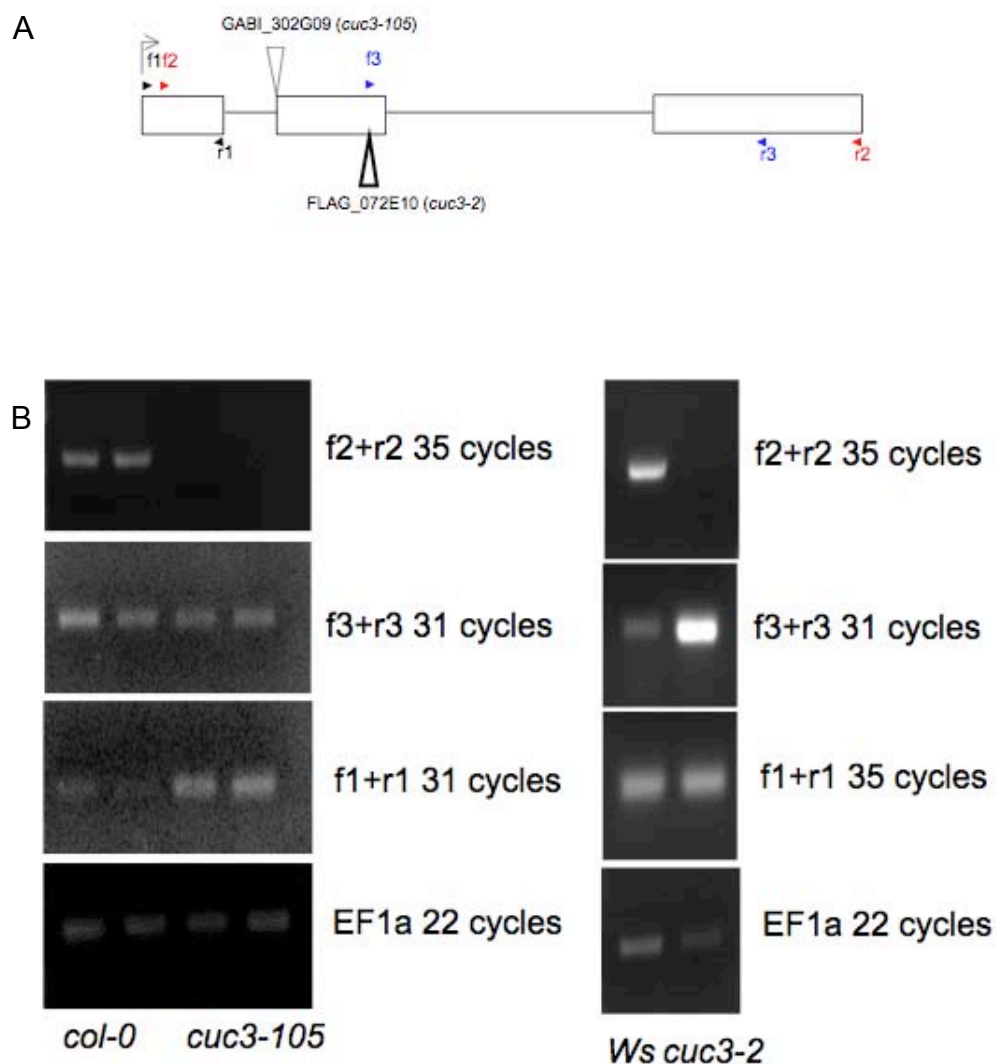 A
GABI_302G09 (cuc3-105)
f1f2
f3
r1
r3
r2
FLAG_072E10 (cuc3-2)
B
f2+r2 35 cycles
f3+r3 31 cycles
f1+r1 31 cycles
EF1a 22 cycles
col-0 cuc3-105
f2+r2 35 cycles
f3+r3 31 cycles
f1+r1 35 cycles
EF1a 22 cycles
Ws cuc3-2